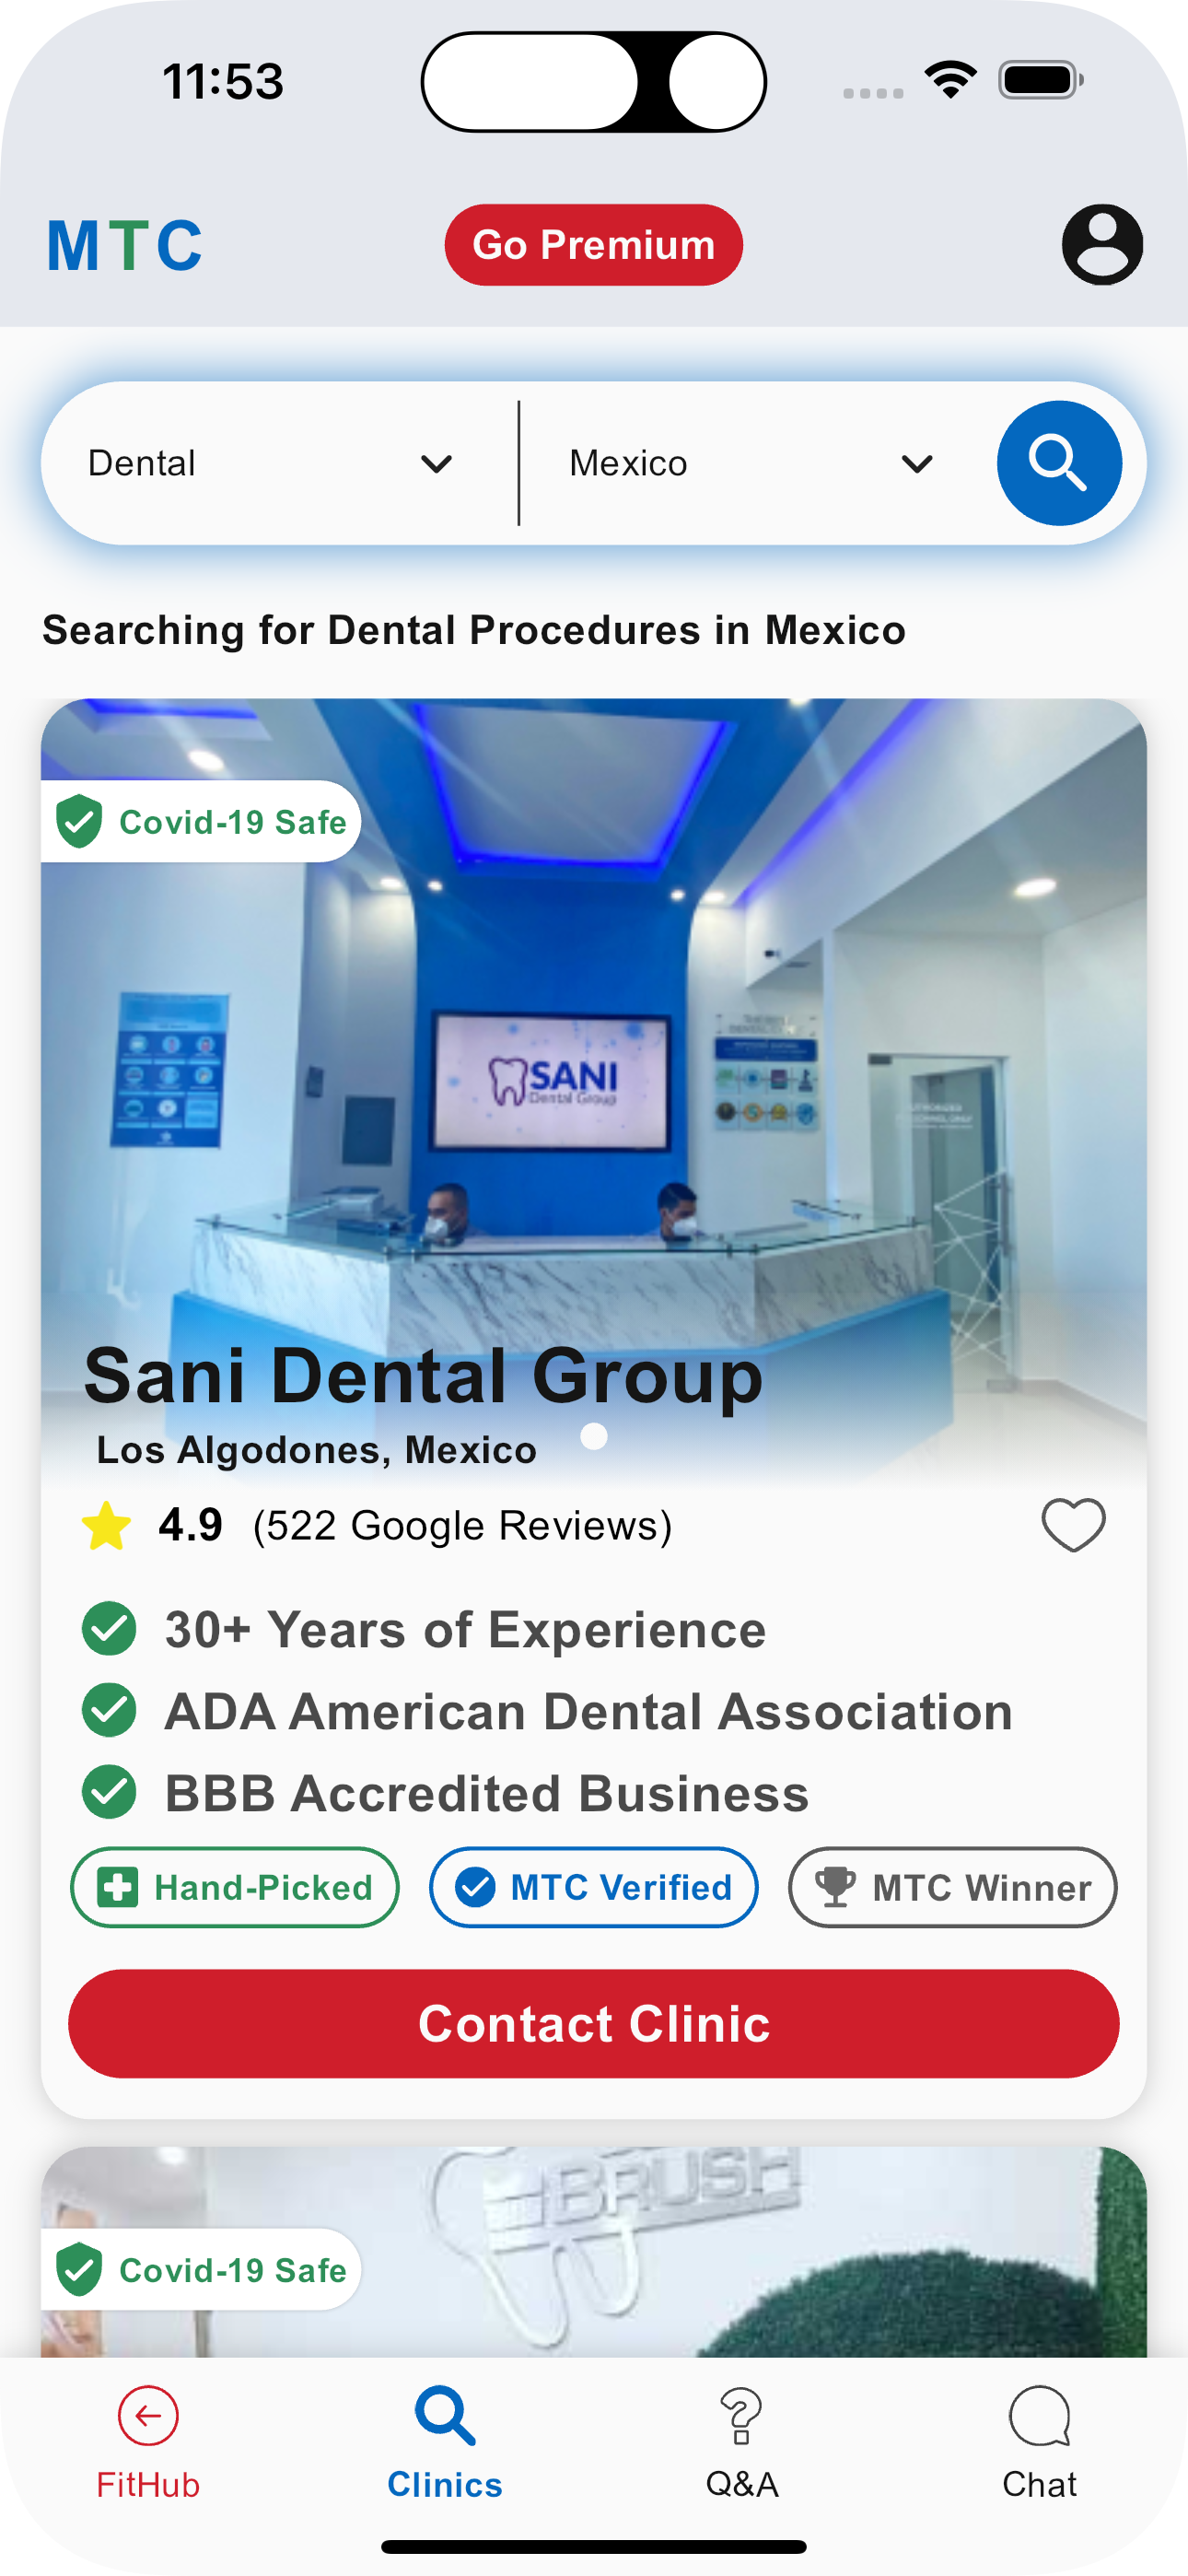 11:53
MTC
Go Premium
Dental
Mexico
Searching for Dental Procedures in Mexico
Covid-19 Safe
SANI
Dental Group
Sani Dental Group
Los Algodones, Mexico
4.9 (522 Google Reviews)
30+ Years of Experience
ADA American Dental Association
BBB Accredited Business
Hand-Picked
MTC Verified
MTC Winner
Contact Clinic
BRUSH
Covid-19 Safe
FitHub
Clinics
Q&A
Chat